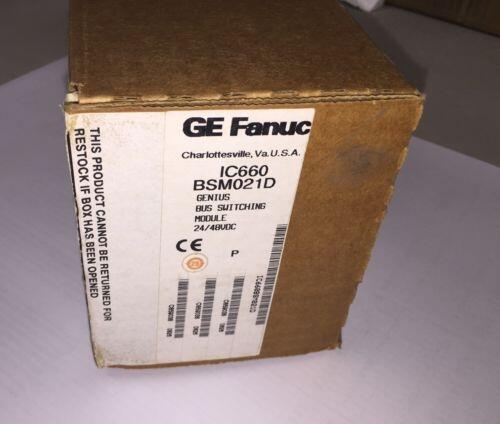 THIS PRODUCT CANNOT BE RETURNED FOR
RESTOCK IF BOX HAS BEEN OPENED
GE Fanuc
Charlottesville, Va. U.S.A.
IC660
BSM021D
GENIUS
BUS SWITCHING
MODULE
24/48VDC
CE
P